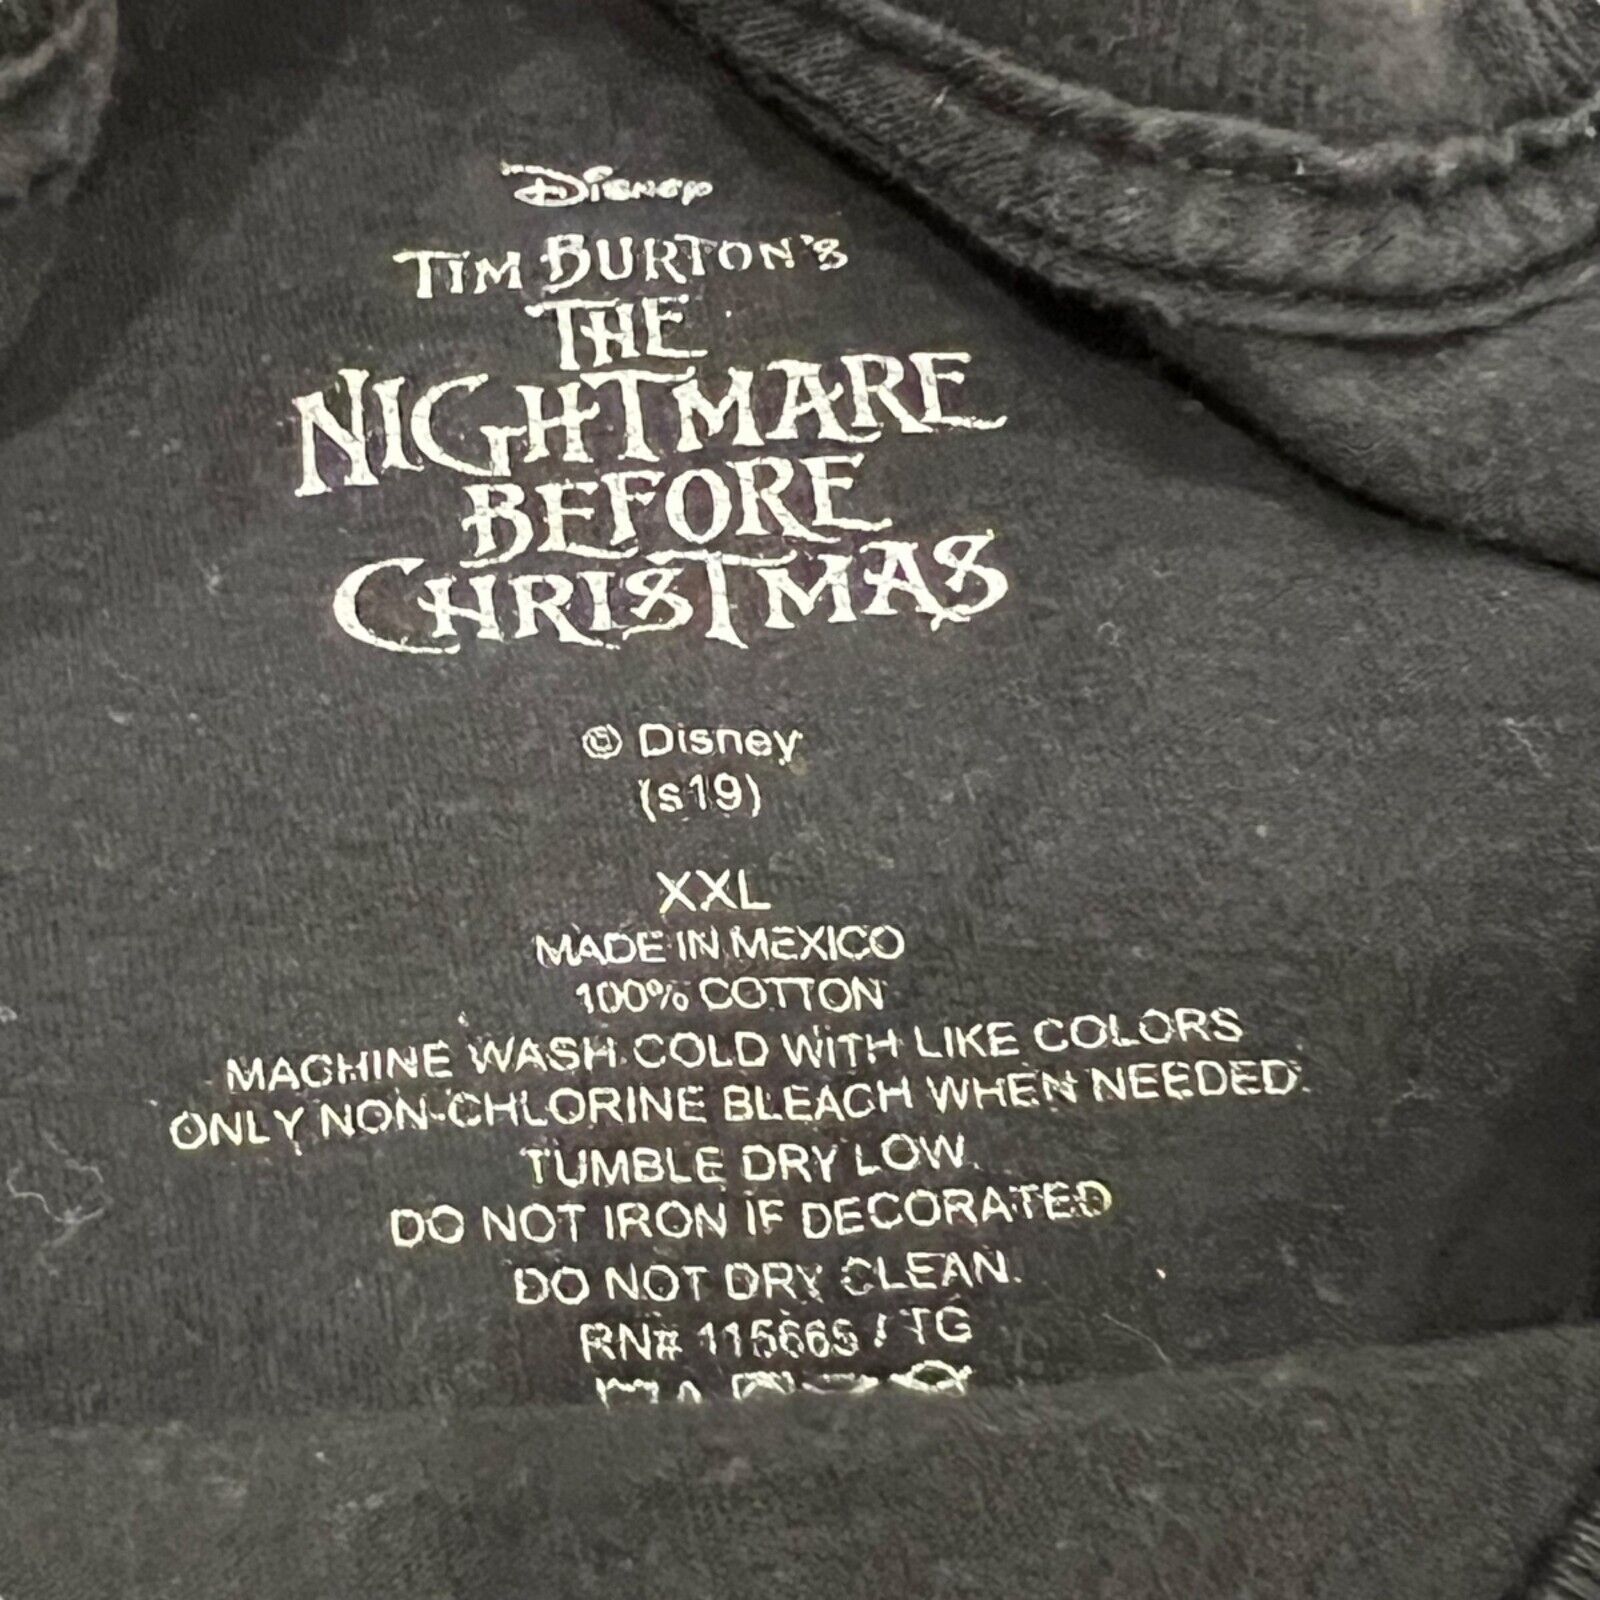 Disney
TIM BURTON'S
THE
NIGHTMARE
BEFORE
CHRISTMAS
© Disney
(s19)
XXL
MADE IN MEXICO
100% COTTON
MACHINE WASH COLD WITH LIKE COLORS
ONLY NON-CHLORINE BLEACH WHEN NEEDED.
TUMBLE DRY LOW.
DO NOT IRON IF DECORATED
DO NOT DRY CLEAN.
RN# / TG